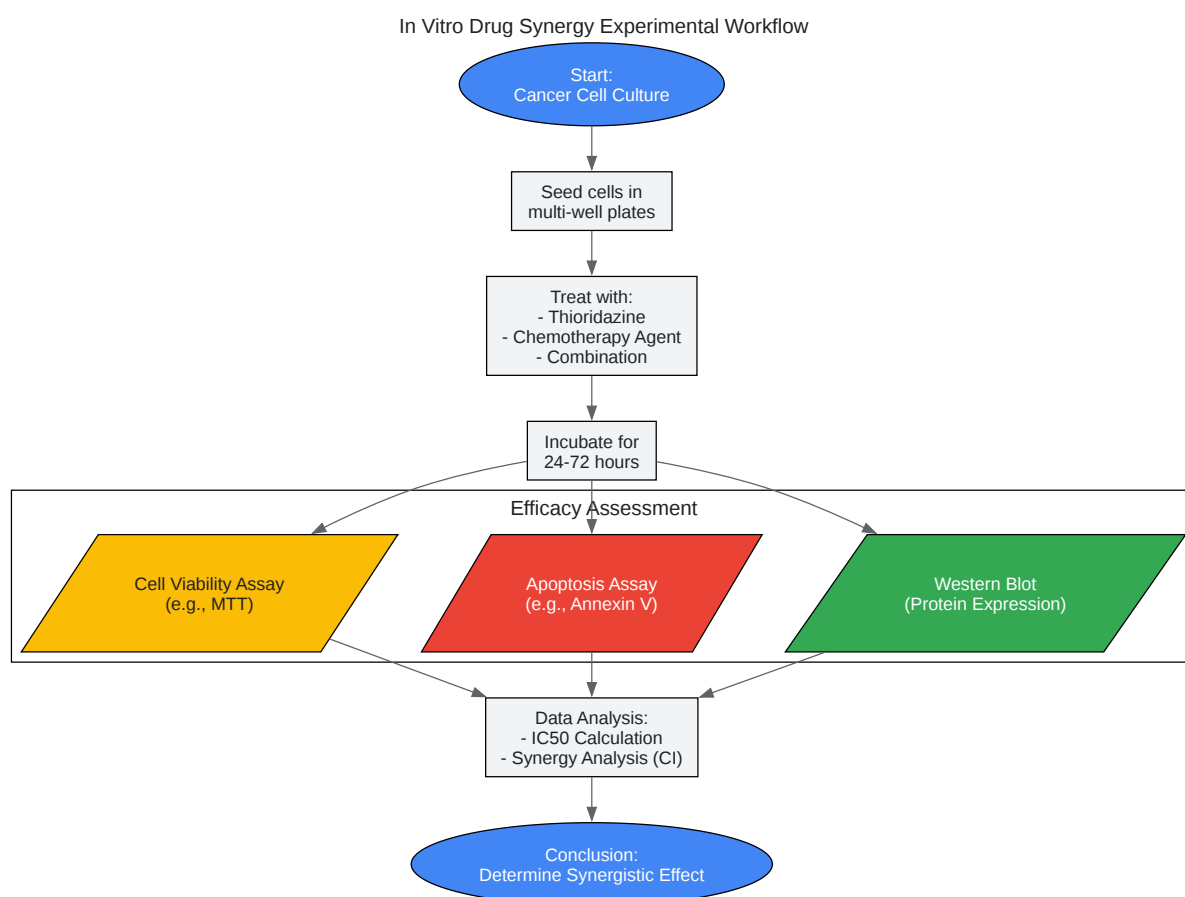 In Vitro Drug Synergy Experimental Workflow
Start:
Cancer Cell Culture
Seed cells in
multi-well plates
Treat with:
- Thioridazine
- Chemotherapy Agent
- Combination
Incubate for
24-72 hours
Efficacy Assessment
Cell Viability Assay
(e.g., MTT)
Apoptosis Assay
(e.g., Annexin V)
Western Blot
(Protein Expression)
Data Analysis:
- IC50 Calculation
- Synergy Analysis (CI)
Conclusion:
Determine Synergistic Effect